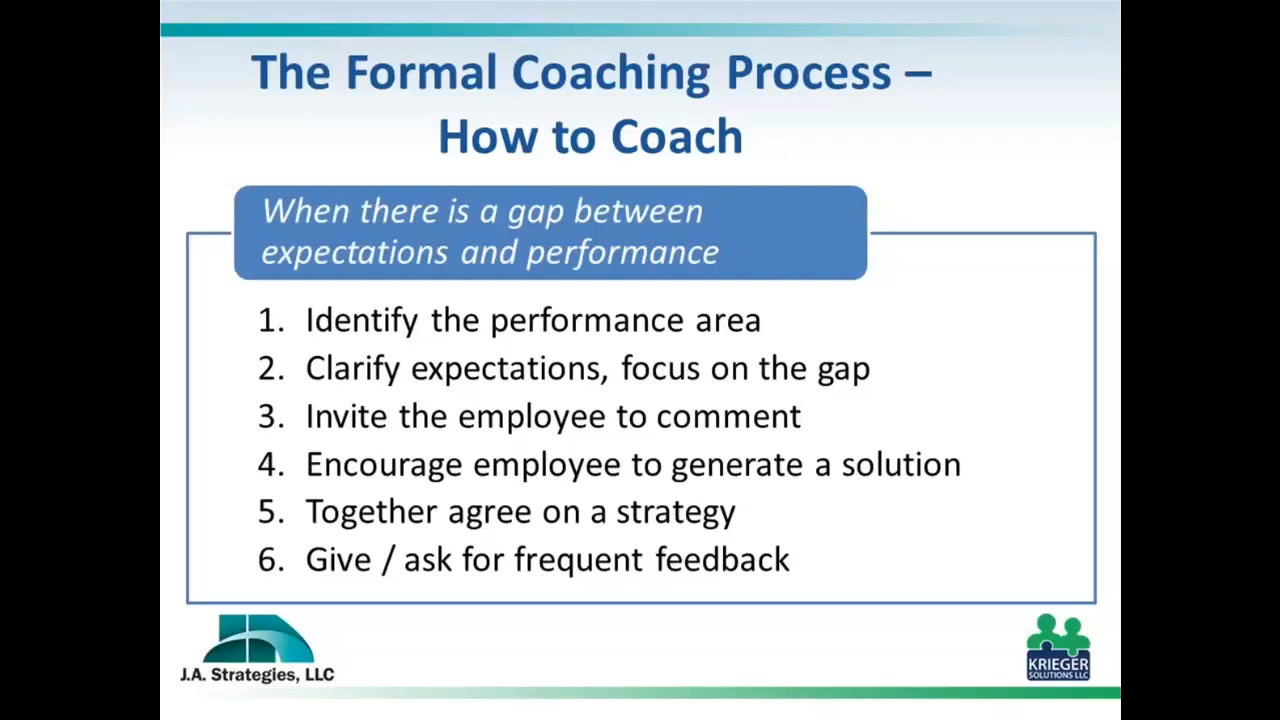 The Formal Coaching Process –
How to Coach
When there is a gap between
expectations and performance
1. Identify the performance area
2. Clarify expectations, focus on the gap
3. Invite the employee to comment
4. Encourage employee to generate a solution
5. Together agree on a strategy
6. Give / ask for frequent feedback
J.A. Strategies, LLC
KRIEGER
SOLUTIONS LLC